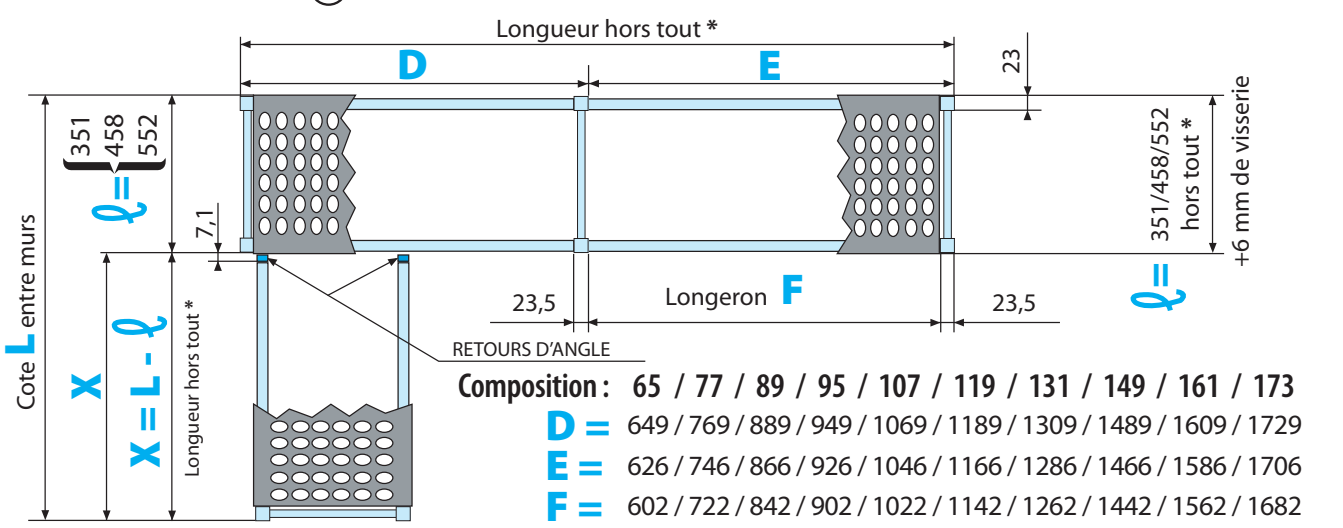 Longueur hors tout *
D
E
23
351
458
552
ℓ =
7,1
Cote L entre murs
X
X = L - ℓ
Longueur hors tout *
351/458/552
hors tout *
+6 mm de visserie
ℓ =
23,5
Longeron F
23,5
RETOURS D'ANGLE
Composition : 65 / 77 / 89 / 95 / 107 / 119 / 131 / 149 / 161 / 173
D = 649 / 769 / 889 / 949 / 1069 / 1189 / 1309 / 1489 / 1609 / 1729
E = 626 / 746 / 866 / 926 / 1046 / 1166 / 1286 / 1466 / 1586 / 1706
F = 602 / 722 / 842 / 902 / 1022 / 1142 / 1262 / 1442 / 1562 / 1682